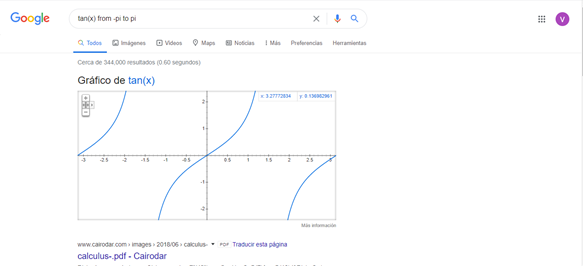 Google
tan(x) from -pi to pi
V
Todos
Imágenes
Vídeos
Maps
Noticias
Más
Preferencias
Herramientas
Cerca de 344,000 resultados (0.60 segundos)
Gráfico de tan(x)
x: 3.27772834 y: 0.136982961
2
1
-3 -2.5 -2 -1.5 -1 -0.5 0.5 1 1.5 2 2.5 3
-1
-2
Más información
www.cairodar.com › images › 2018/06 › calculus- PDF Traducir esta página
calculus-.pdf - Cairodar